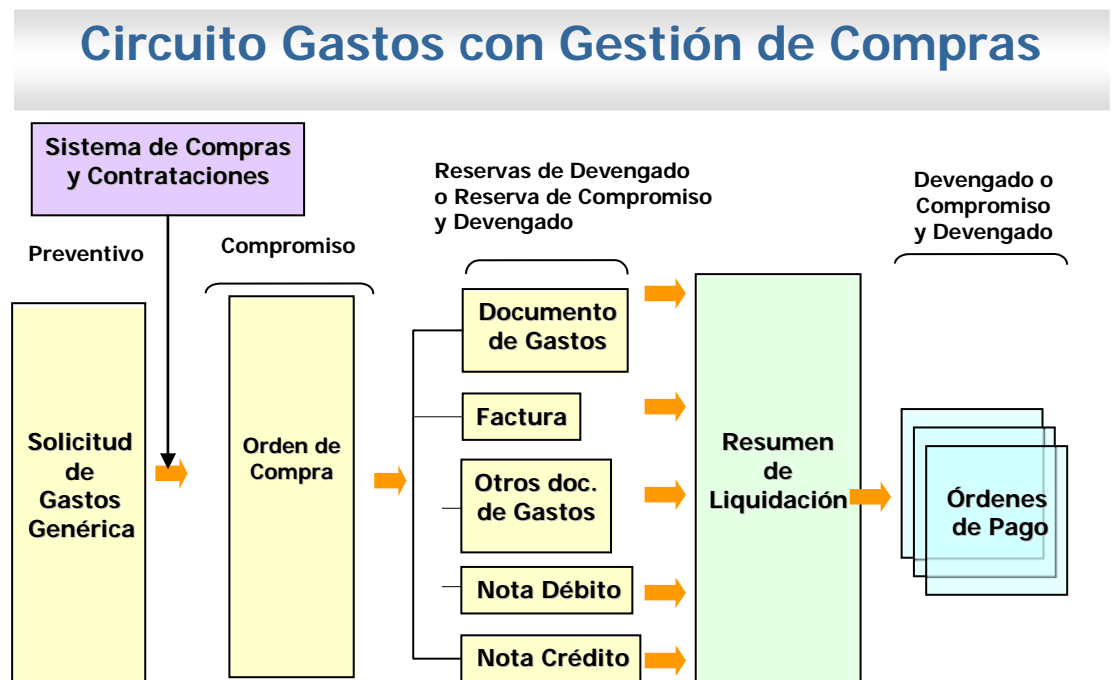 Circuito Gastos con Gestión de Compras
Sistema de Compras
y Contrataciones
Preventivo
Compromiso
Reservas de Devengado
o Reserva de Compromiso
y Devengado
Devengado o
Compromiso
y Devengado
Solicitud
de
Gastos
Genérica
Orden de
Compra
Documento
de Gastos
Factura
Otros doc.
de Gastos
Nota Débito
Nota Crédito
Resumen
de
Liquidación
Órdenes
de Pago